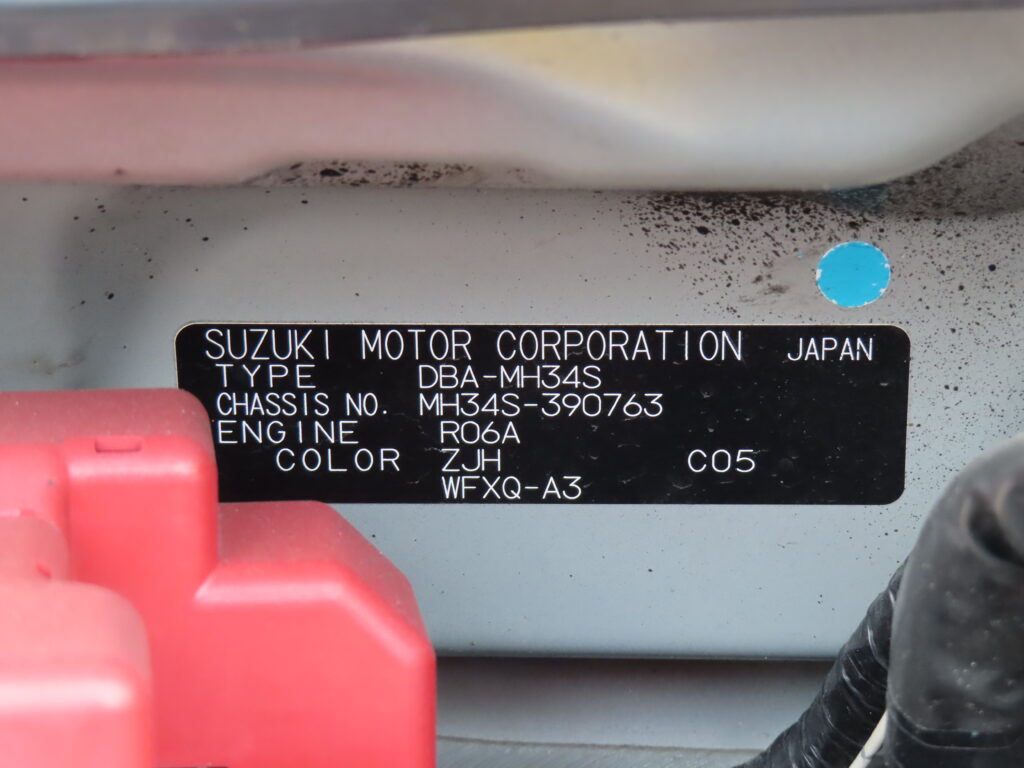 SUZUKI MOTOR CORPORATION JAPAN
TYPE DBA-MH34S
CHASSIS NO. MH34S-390763
ENGINE R06A
COLOR ZJH C05
WFXQ-A3